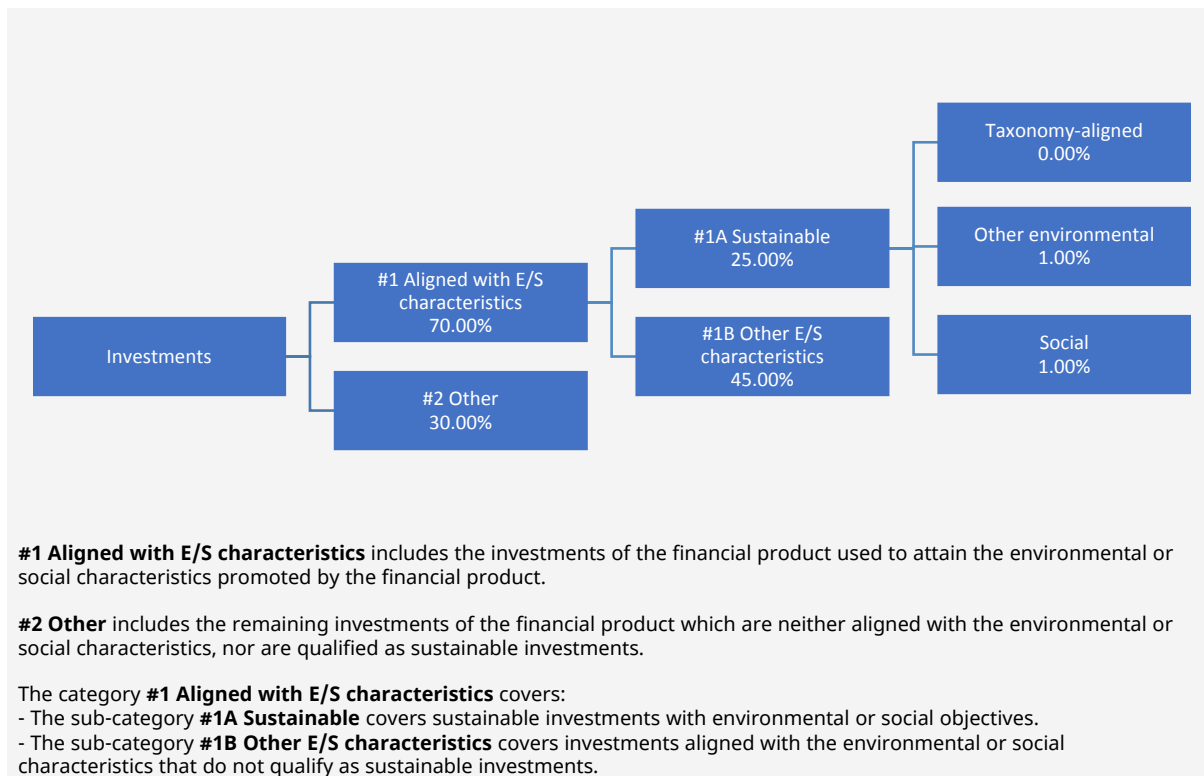 Taxonomy-aligned
0.00%
#1A Sustainable
25.00%
Other environmental
1.00%
#1 Aligned with E/S
characteristics
70.00%
Investments
#1B Other E/S
characteristics
45.00%
Social
1.00%
#2 Other
30.00%
#1 Aligned with E/S characteristics includes the investments of the financial product used to attain the environmental or
social characteristics promoted by the financial product.
#2 Other includes the remaining investments of the financial product which are neither aligned with the environmental or
social characteristics, nor are qualified as sustainable investments.
The category #1 Aligned with E/S characteristics covers:
- The sub-category #1A Sustainable covers sustainable investments with environmental or social objectives.
- The sub-category #1B Other E/S characteristics covers investments aligned with the environmental or social
characteristics that do not qualify as sustainable investments.